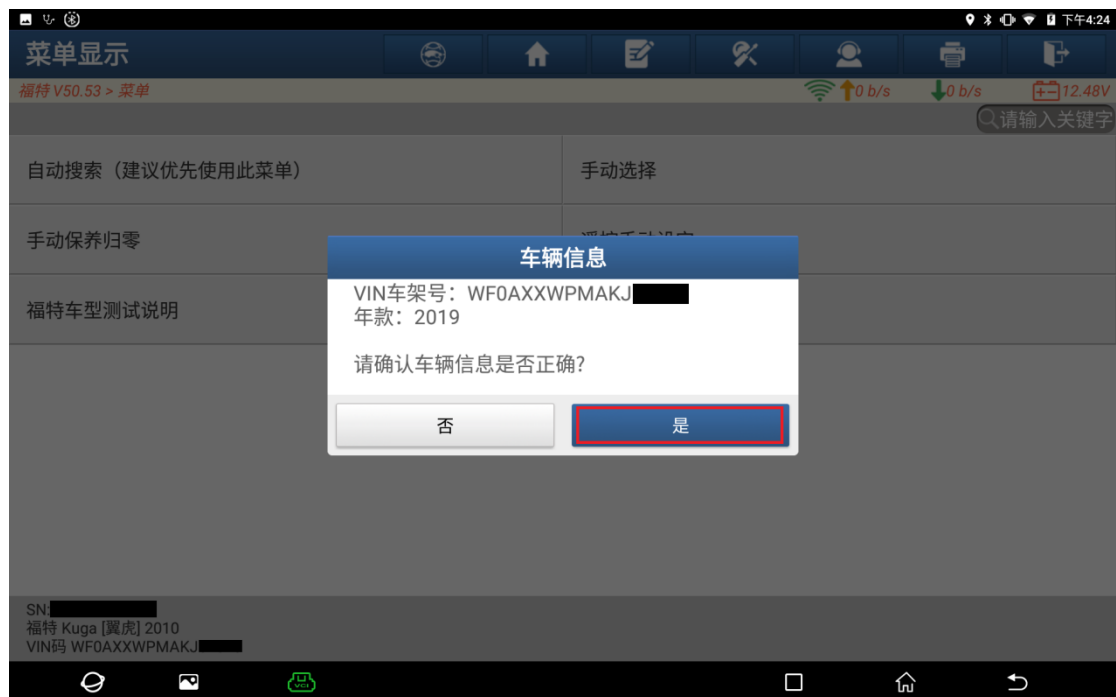 下午4:24
菜单显示
福特 V50.53 > 菜单
0 b/s
0 b/s
12.48V
请输入关键字
自动搜索（建议优先使用此菜单）
手动选择
手动保养归零
福特车型测试说明
车辆信息
VIN车架号：WF0AXXWPMAKJ
年款：2019
请确认车辆信息是否正确?
否
是
SN:
福特 Kuga [翼虎] 2010
VIN码 WF0AXXWPMAKJ
VCI